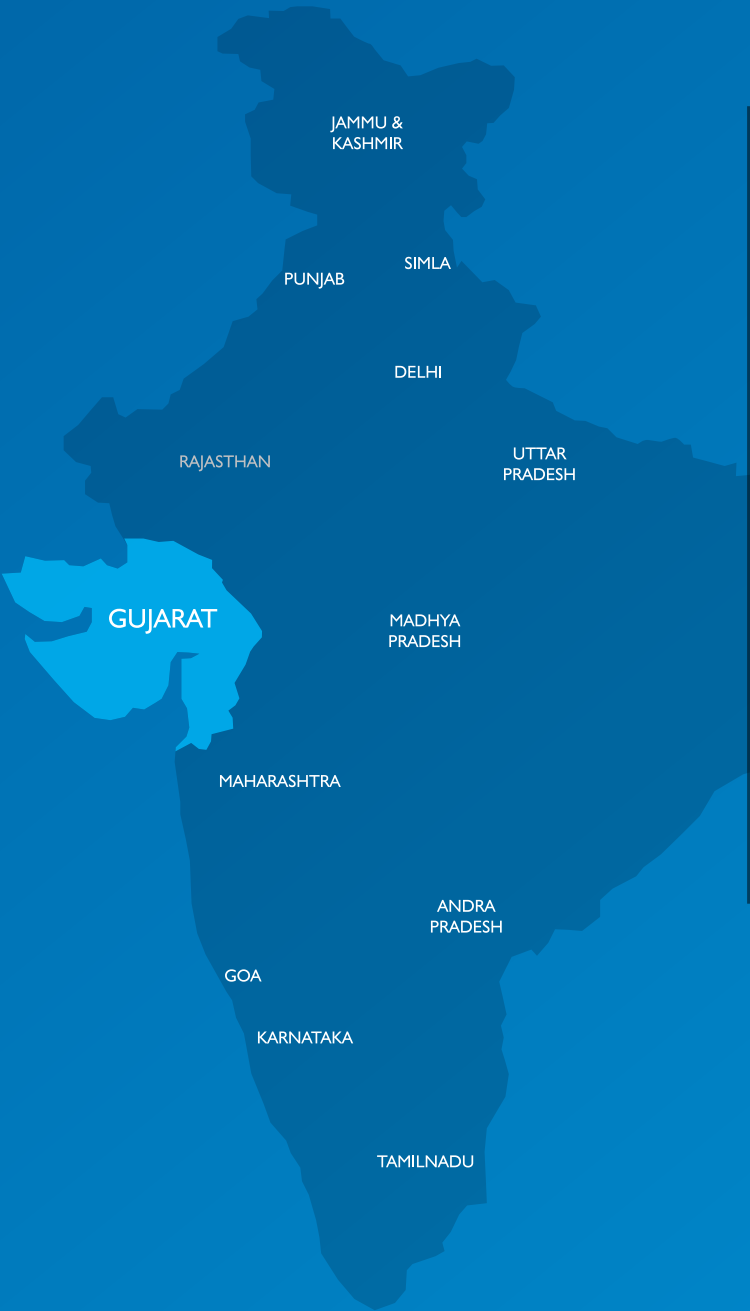 JAMMU &
KASHMIR
SIMLA
PUNJAB
DELHI
UTTAR
PRADESH
RAJASTHAN
GUJARAT
MADHYA
PRADESH
MAHARASHTRA
ANDRA
PRADESH
GOA
KARNATAKA
TAMILNADU